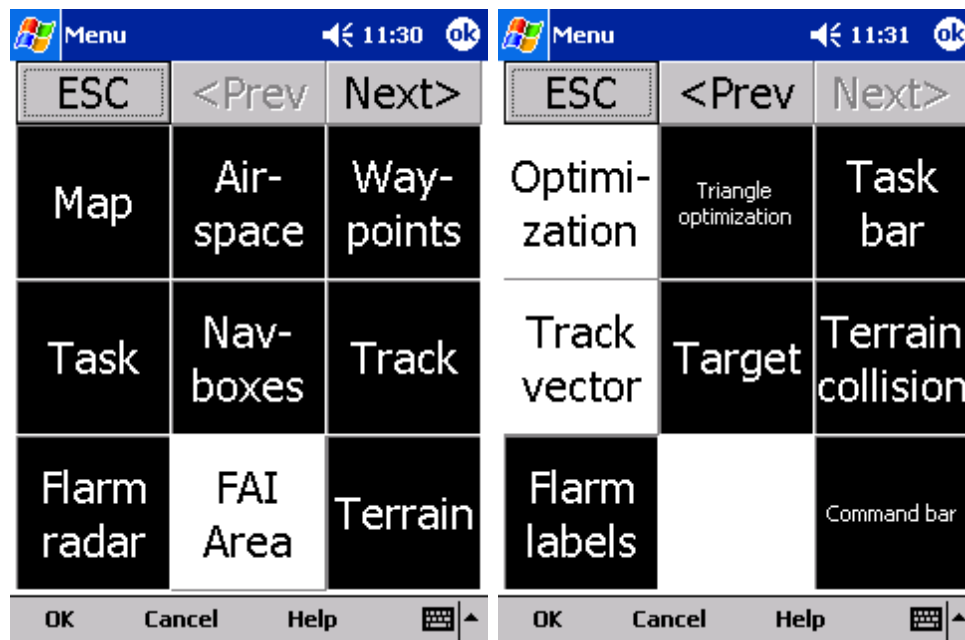 Menu 11:30 ok
ESC <Prev Next>
Map Air-
space Way-
points
Task Nav-
boxes Track
Flarm
radar FAI
Area Terrain
OK Cancel Help
Menu 11:31 ok
ESC <Prev Next>
Optimi-
zation Triangle
optimization Task
bar
Track
vector Target Terrain
collision
Flarm
labels Command bar
OK Cancel Help